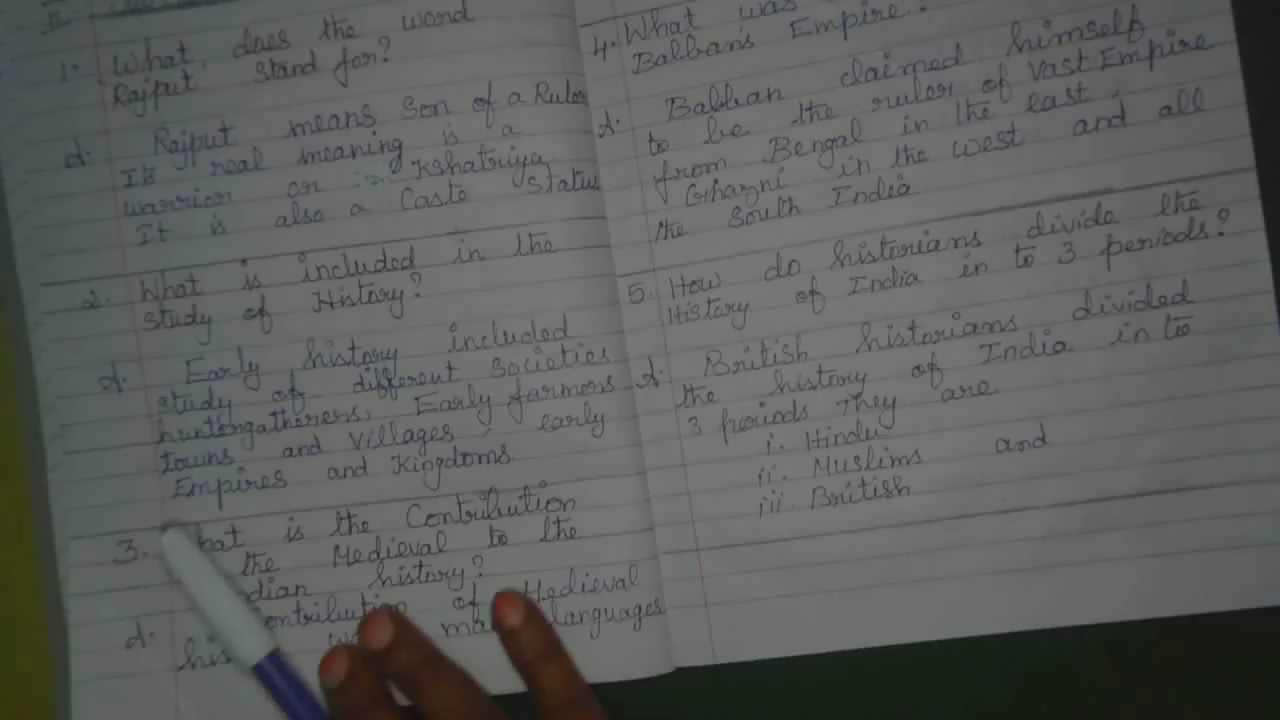 1. What does the word
Rajput stand for?
A. Rajput means Son of a Ruler
It's real meaning is a
warrior or Kshatriya
It is also a Caste Status
2. What is included in the
study of History?
A. Early history included
study of different Societies
huntergatherers, Early farmers
Towns and villages, early
Empires and Kingdoms
3. hat is the Contribution
the Medieval to the
dian history?
A. ontribution of Medieval
his languages
4. What was
Balban's Empire?
A. Balban claimed himself
to be the ruler of Vast Empire
from Bengal in the east,
Ghazni in the west and all
the South India
5. How do historians divide the
History of India in to 3 periods?
A. British historians divided
the history of India in to
3 periods They are
i. Hindu
ii. Muslims and
iii British